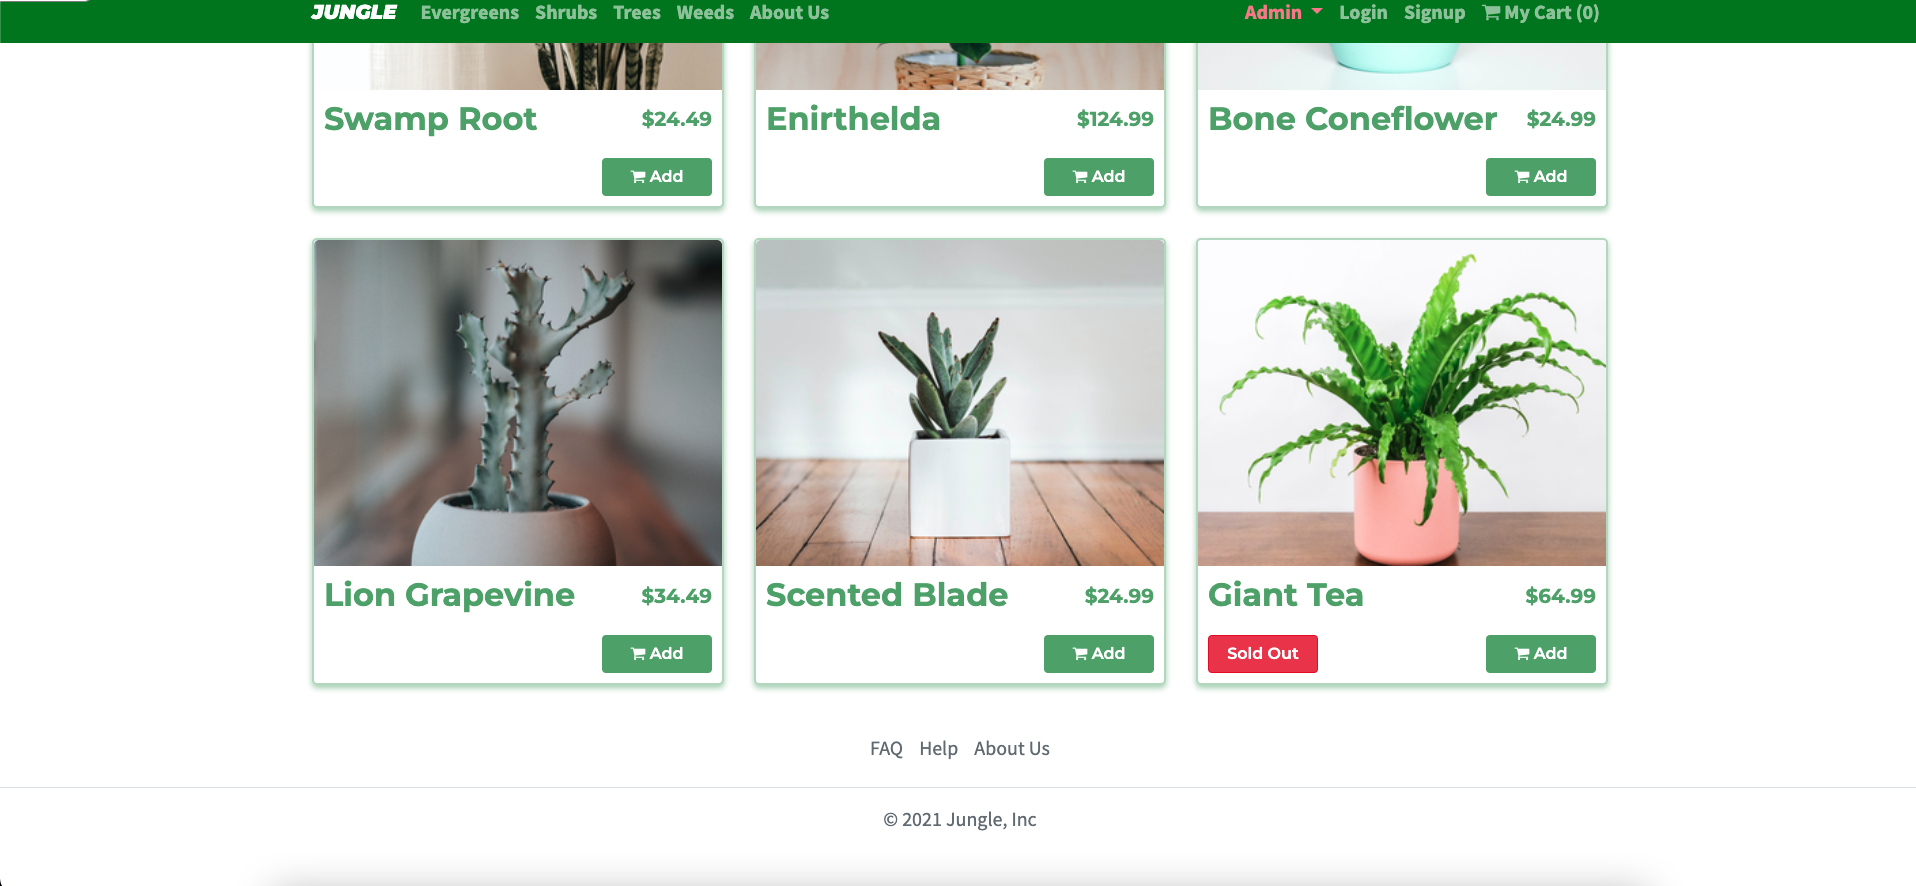 JUNGLE Evergreens Shrubs Trees Weeds About Us Admin Login Signup My Cart (0)
Swamp Root $24.49
Add
Enirthelda $124.99
Add
Bone Coneflower $24.99
Add
Lion Grapevine $34.49
Add
Scented Blade $24.99
Add
Giant Tea $64.99
Sold Out Add
FAQ Help About Us
© 2021 Jungle, Inc